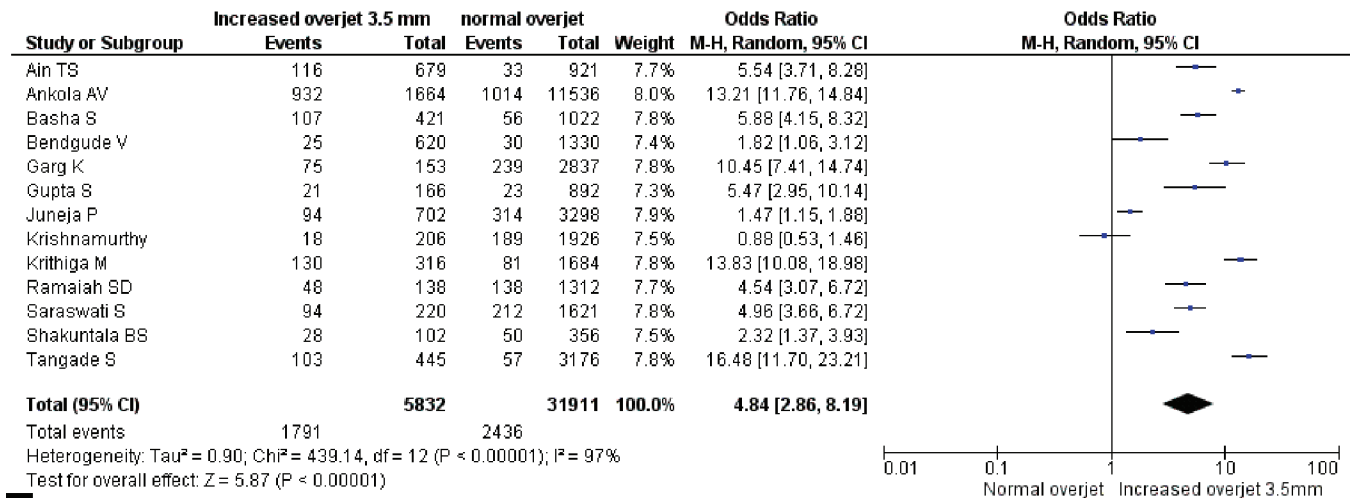 Increased overjet 3.5 mm normal overjet Odds Ratio Odds Ratio
Study or Subgroup Events Total Events Total Weight M-H, Random, 95% CI M-H, Random, 95% CI
Ain TS 116 679 33 921 7.7% 5.54 [3.71, 8.28]
Ankola AV 932 1664 1014 11536 8.0% 13.21 [11.76, 14.84]
Basha S 107 421 56 1022 7.8% 5.88 [4.15, 8.32]
Bendgude V 25 620 30 1330 7.4% 1.82 [1.06, 3.12]
Garg K 75 153 239 2837 7.8% 10.45 [7.41, 14.74]
Gupta S 21 166 23 892 7.3% 5.47 [2.95, 10.14]
Juneja P 94 702 314 3298 7.9% 1.47 [1.15, 1.88]
Krishnamurthy 18 206 189 1926 7.5% 0.88 [0.53, 1.46]
Krithiga M 130 316 81 1684 7.8% 13.83 [10.08, 18.98]
Ramaiah SD 48 138 138 1312 7.7% 4.54 [3.07, 6.72]
Saraswati S 94 220 212 1621 7.8% 4.96 [3.66, 6.72]
Shakuntala BS 28 102 50 356 7.5% 2.32 [1.37, 3.93]
Tangade S 103 445 57 3176 7.8% 16.48 [11.70, 23.21]
Total (95% CI) 5832 31911 100.0% 4.84 [2.86, 8.19]
Total events 1791 2436
Heterogeneity: Tau² = 0.90; Chi² = 439.14, df = 12 (P < 0.00001); I² = 97%
Test for overall effect: Z = 5.87 (P < 0.00001)
0.01 0.1 1 10 100
Normal overjet Increased overjet 3.5mm